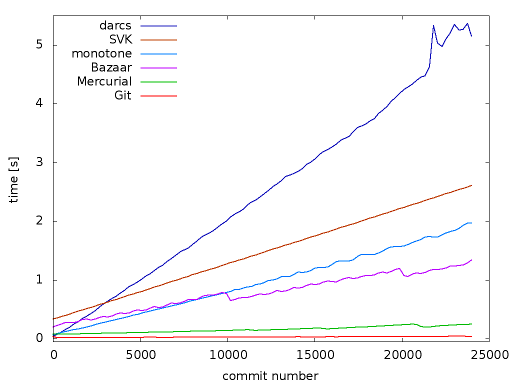 darcs
SVK
monotone
Bazaar
Mercurial
Git
5
4
3
2
1
0
time [s]
0 5000 10000 15000 20000 25000
commit number